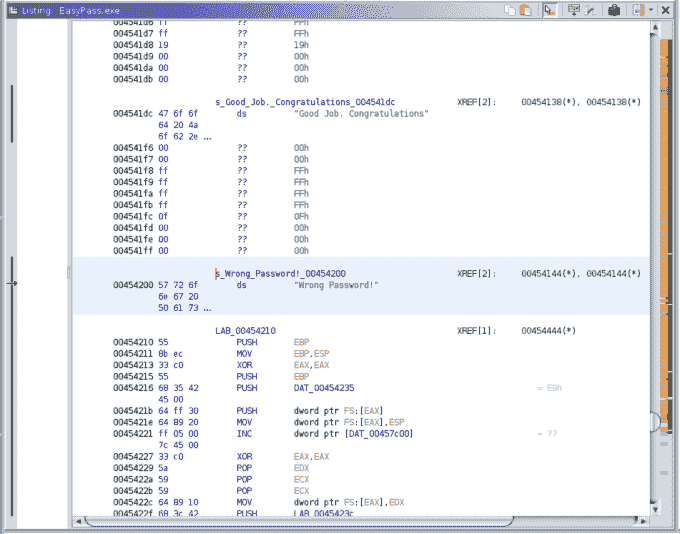 Listing: EasyPass.exe
004541d6 ff ?? FFh
004541d7 ff ?? FFh
004541d8 19 ?? 19h
004541d9 00 ?? 00h
004541da 00 ?? 00h
004541db 00 ?? 00h
s_Good_Job._Congratulations_004541dc XREF[2]: 00454138(*), 00454138(*)
004541dc 47 6f 6f ds "Good Job. Congratulations"
64 20 4a
6f 62 2e ...
004541f6 00 ?? 00h
004541f7 00 ?? 00h
004541f8 ff ?? FFh
004541f9 ff ?? FFh
004541fa ff ?? FFh
004541fb ff ?? FFh
004541fc 0f ?? 0Fh
004541fd 00 ?? 00h
004541fe 00 ?? 00h
004541ff 00 ?? 00h
s_Wrong_Password!_00454200 XREF[2]: 00454144(*), 00454144(*)
00454200 57 72 6f ds "Wrong Password!"
6e 67 20
50 61 73 ...
LAB_00454210 XREF[1]: 00454444(*)
00454210 55 PUSH EBP
00454211 8b ec MOV EBP,ESP
00454213 33 c0 XOR EAX,EAX
00454215 55 PUSH EBP
00454216 68 35 42 PUSH DAT_00454235 = E9h
45 00
0045421b 64 ff 30 PUSH dword ptr FS:[EAX]
0045421e 64 89 20 MOV dword ptr FS:[EAX],ESP
00454221 ff 05 00 INC dword ptr [DAT_00457c00] = ??
7c 45 00
00454227 33 c0 XOR EAX,EAX
00454229 5a POP EDX
0045422a 59 POP ECX
0045422b 59 POP ECX
0045422c 64 89 10 MOV dword ptr FS:[EAX],EDX
0045422f 68 3c 42 PUSH LAB_0045423c